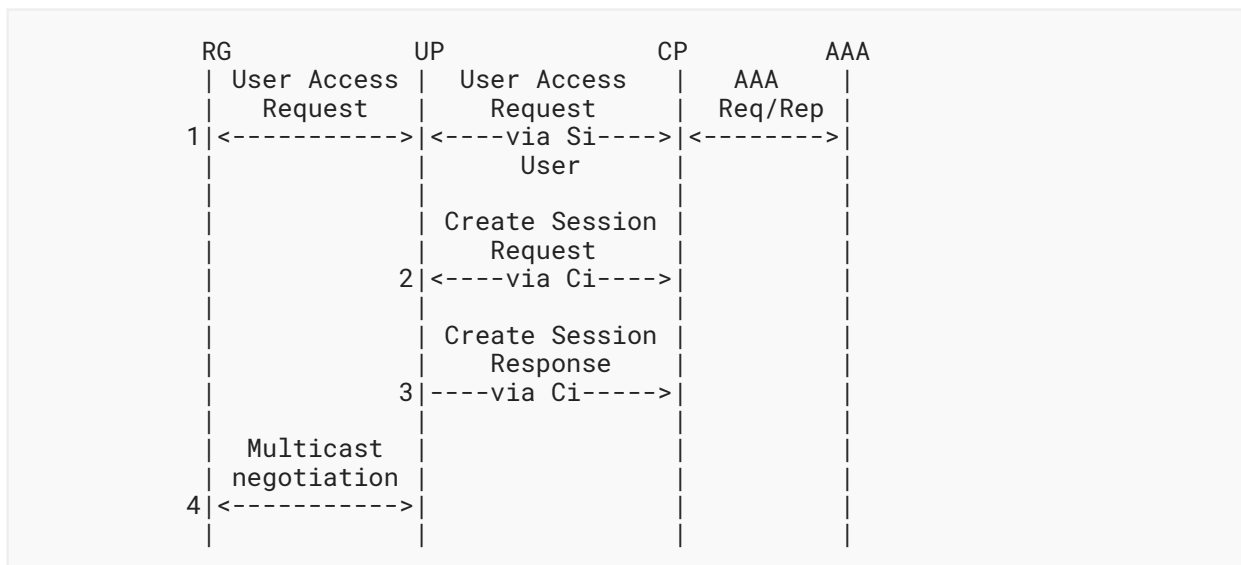 RG UP CP AAA
| User Access | User Access | AAA |
| Request | Request | Req/Rep |
1|<----------->|<----via Si---->|<-------->|
| | User | |
| | | |
| | Create Session | |
| | Request | |
| 2|<----via Ci---->| |
| | | |
| | Create Session | |
| | Response | |
| 3|----via Ci----->| |
| | | |
| Multicast | | |
| negotiation | | |
4|<----------->| | |
| | | |